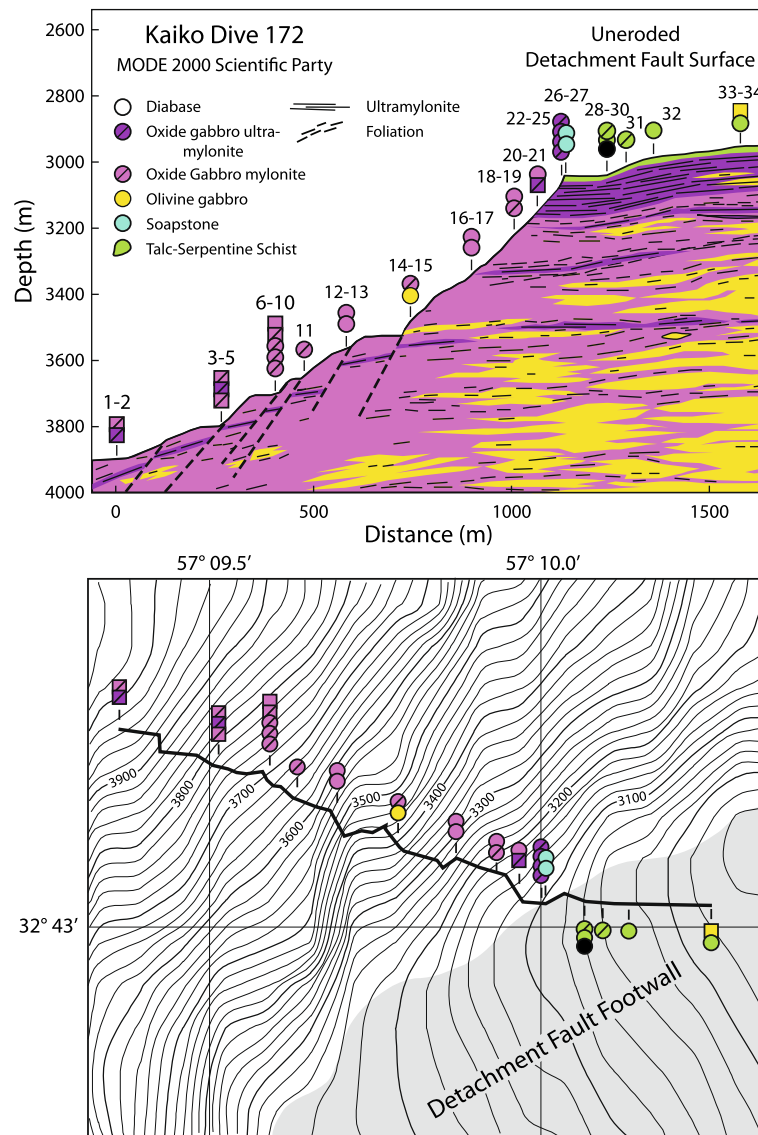 Kaiko Dive 172
MODE 2000 Scientific Party
Uneroded
Detachment Fault Surface
Diabase
Oxide gabbro ultra-
mylonite
Oxide Gabbro mylonite
Olivine gabbro
Soapstone
Talc-Serpentine Schist
Ultramylonite
Foliation
Depth (m)
2600
2800
3000
3200
3400
3600
3800
4000
1-2
3-5
6-10
11
12-13
14-15
16-17
18-19
20-21
22-25
26-27
28-30
31
32
33-34
0
500
1000
1500
Distance (m)
57° 09.5′
57° 10.0′
32° 43′
3900
3800
3700
3600
3500
3400
3300
3200
3100
Detachment Fault Footwall